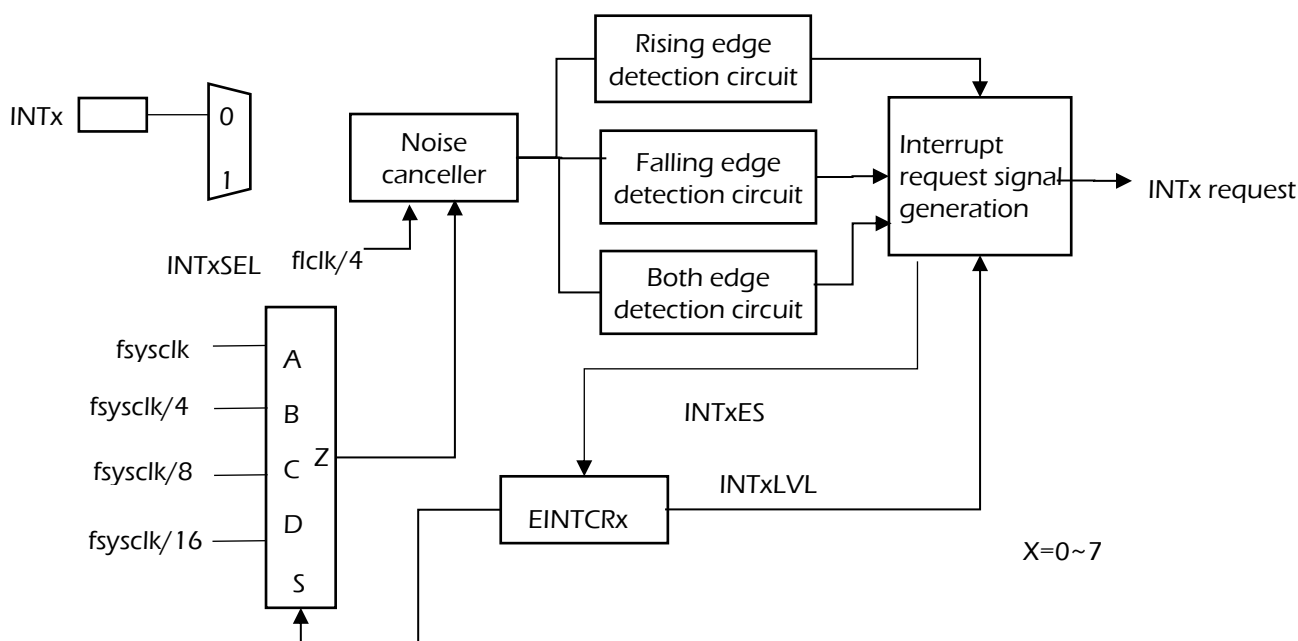 INTx
0
1
Noise
canceller
Rising edge
detection circuit
Falling edge
detection circuit
Both edge
detection circuit
Interrupt
request signal
generation
INTx request
INTxSEL
flclk/4
fsysclk
fsysclk/4
fsysclk/8
fsysclk/16
A
B
C
D
S
Z
INTxES
EINTCRx
INTxLVL
X=0~7